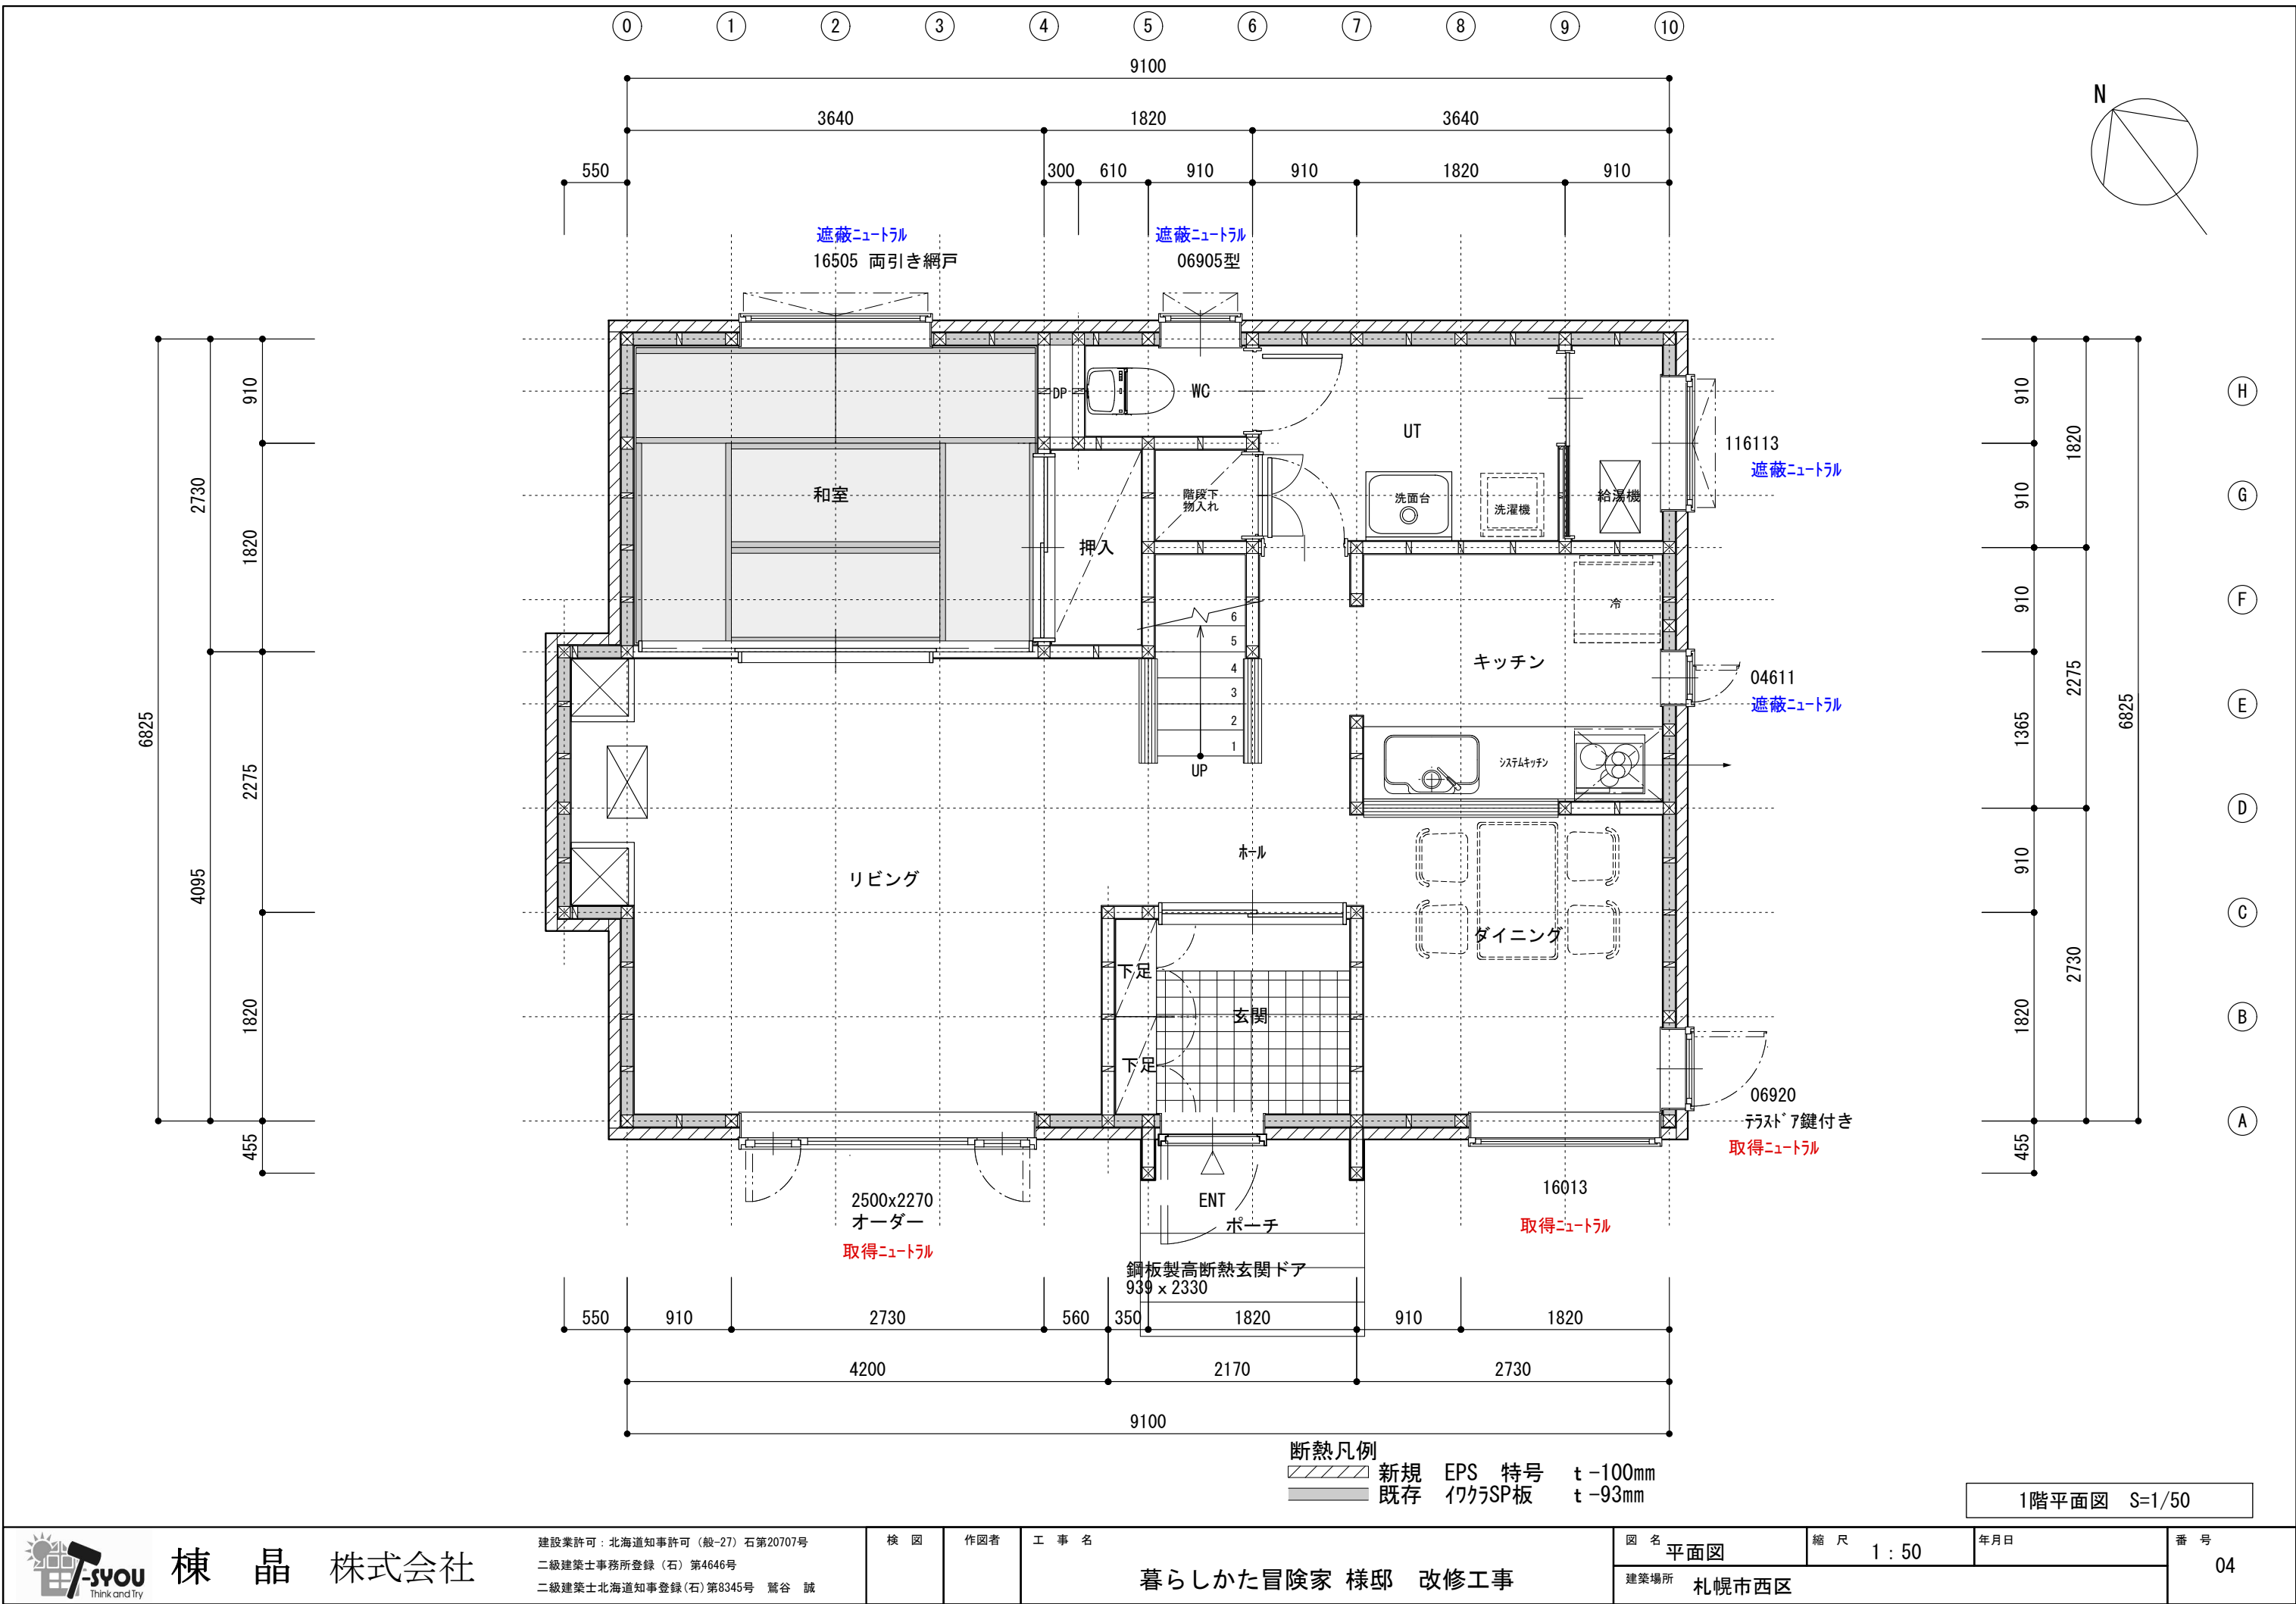 0 1 2 3 4 5 6 7 8 9 10
9100
3640 1820 3640
550 300 610 910 910 1820 910
N
遮蔽ﾆｭｰﾄﾗﾙ
16505 両引き網戸
遮蔽ﾆｭｰﾄﾗﾙ
06905型
6825
2730
4095
910
1820
2275
1820
455
DP
WC
UT
和室
押入
階段下
物入れ
洗面台
洗濯機
給湯機
冷
キッチン
6
5
4
3
2
1
UP
ｼｽﾃﾑｷｯﾁﾝ
ﾎｰﾙ
リビング
ダイニング
下足
下足
玄関
ENT
ポーチ
鋼板製高断熱玄関ドア
939 x 2330
116113
遮蔽ﾆｭｰﾄﾗﾙ
04611
遮蔽ﾆｭｰﾄﾗﾙ
06920
ﾃﾗｽﾄﾞｱ鍵付き
取得ﾆｭｰﾄﾗﾙ
2500x2270
オーダー
取得ﾆｭｰﾄﾗﾙ
16013
取得ﾆｭｰﾄﾗﾙ
910
910
910
1365
910
1820
455
1820
2275
2730
6825
H
G
F
E
D
C
B
A
550 910 2730 560 350 1820 910 1820
4200 2170 2730
9100
断熱凡例
新規 EPS 特号 t -100mm
既存 ｲﾜｸﾗSP板 t -93mm
1階平面図 S=1/50
T-SYOU
Think and Try
棟 晶 株式会社
建設業許可：北海道知事許可（般-27）石第20707号
二級建築士事務所登録（石）第4646号
二級建築士北海道知事登録(石)第8345号 鷲谷 誠
検 図
作図者
工 事 名
暮らしかた冒険家 様邸 改修工事
図 名
平面図
縮 尺
1 : 50
年月日
建築場所
札幌市西区
番 号
04